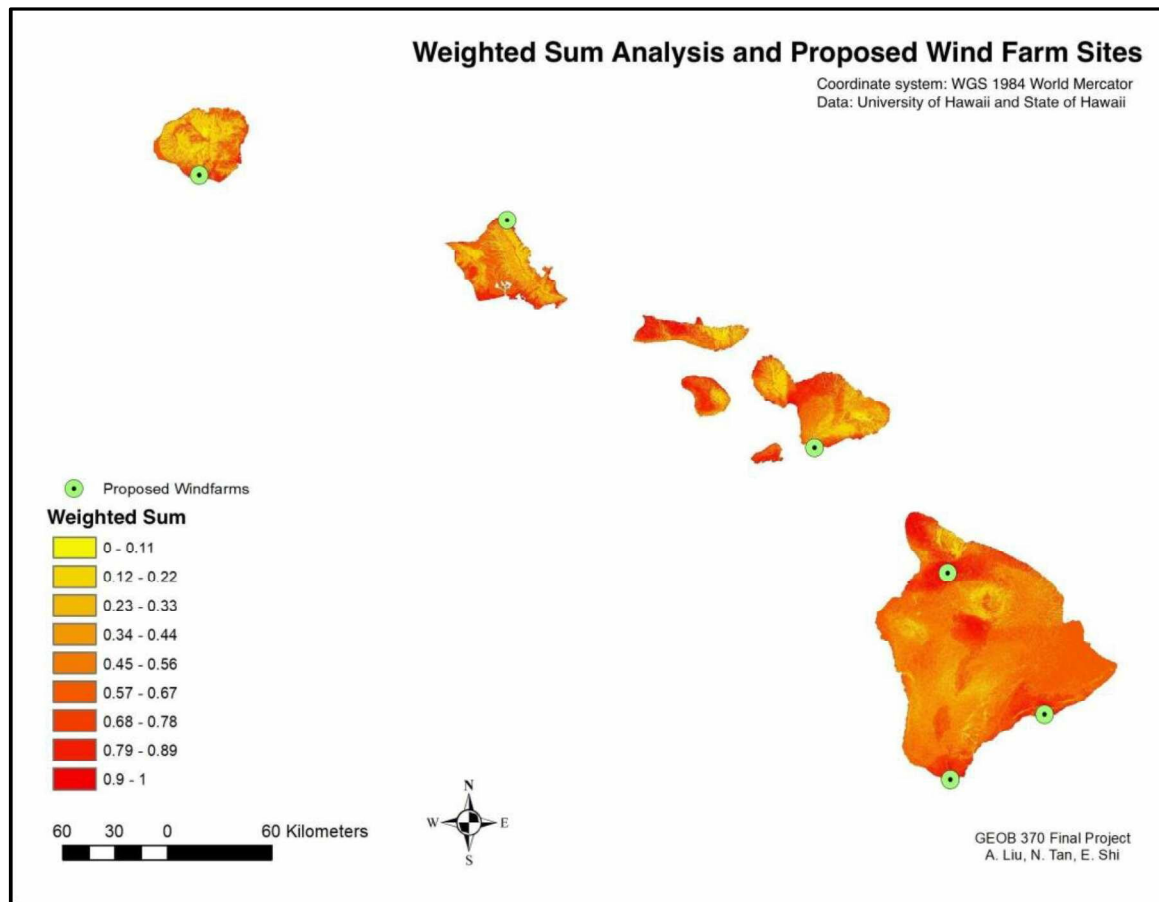 Weighted Sum Analysis and Proposed Wind Farm Sites
Coordinate system: WGS 1984 World Mercator
Data: University of Hawaii and State of Hawaii
Proposed Windfarms
Weighted Sum
0 - 0.11
0.12 - 0.22
0.23 - 0.33
0.34 - 0.44
0.45 - 0.56
0.57 - 0.67
0.68 - 0.78
0.79 - 0.89
0.9 - 1
60 30 0 60 Kilometers
N
W E
S
GEOB 370 Final Project
A. Liu, N. Tan, E. Shi